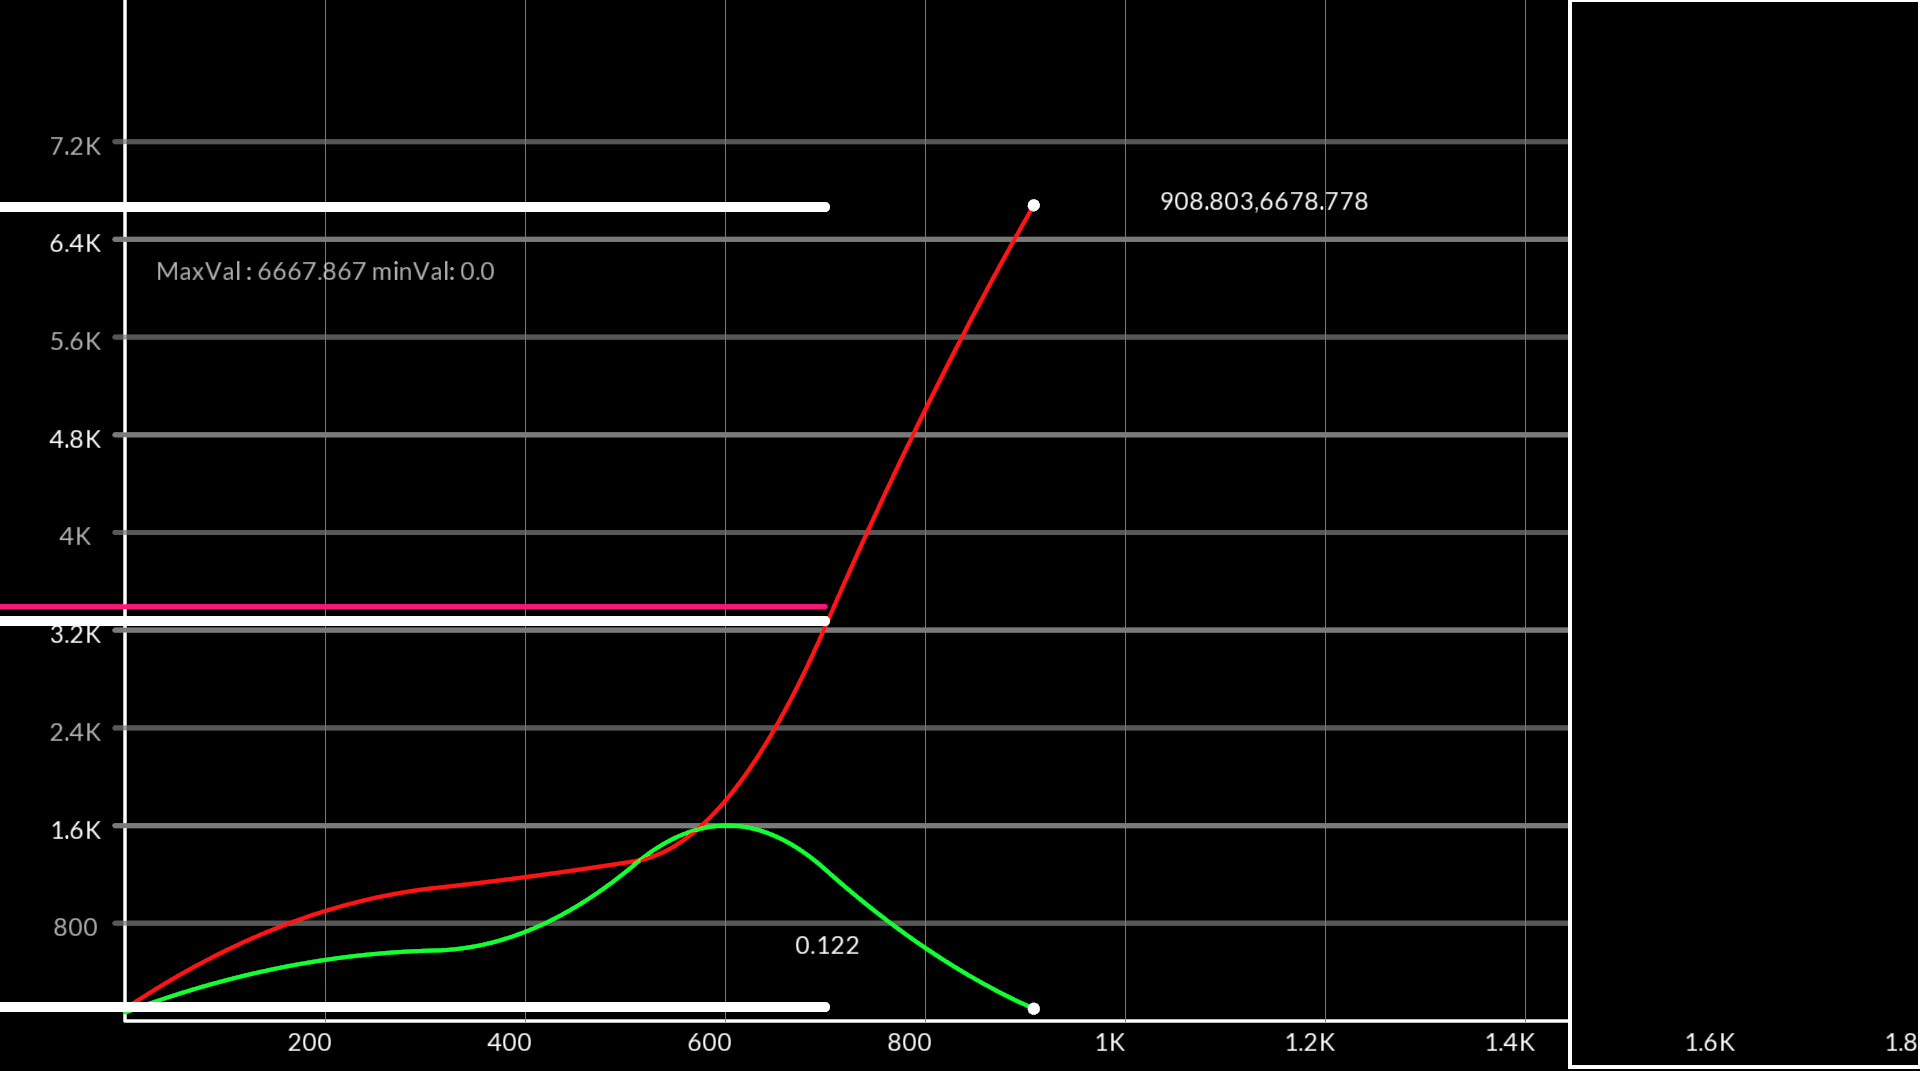 7.2K
908.803,6678.778
6.4K
MaxVal : 6667.867 minVal: 0.0
5.6K
4.8K
4K
3.2K
2.4K
1.6K
800
0.122
200 400 600 800 1K 1.2K 1.4K 1.6K 1.8